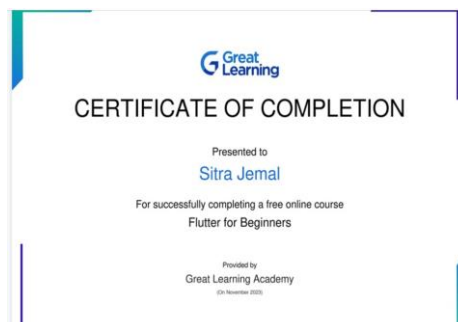 Great
Learning
CERTIFICATE OF COMPLETION
Presented to
Sitra Jemal
For successfully completing a free online course
Flutter for Beginners
Provided by
Great Learning Academy
(On November 2023)